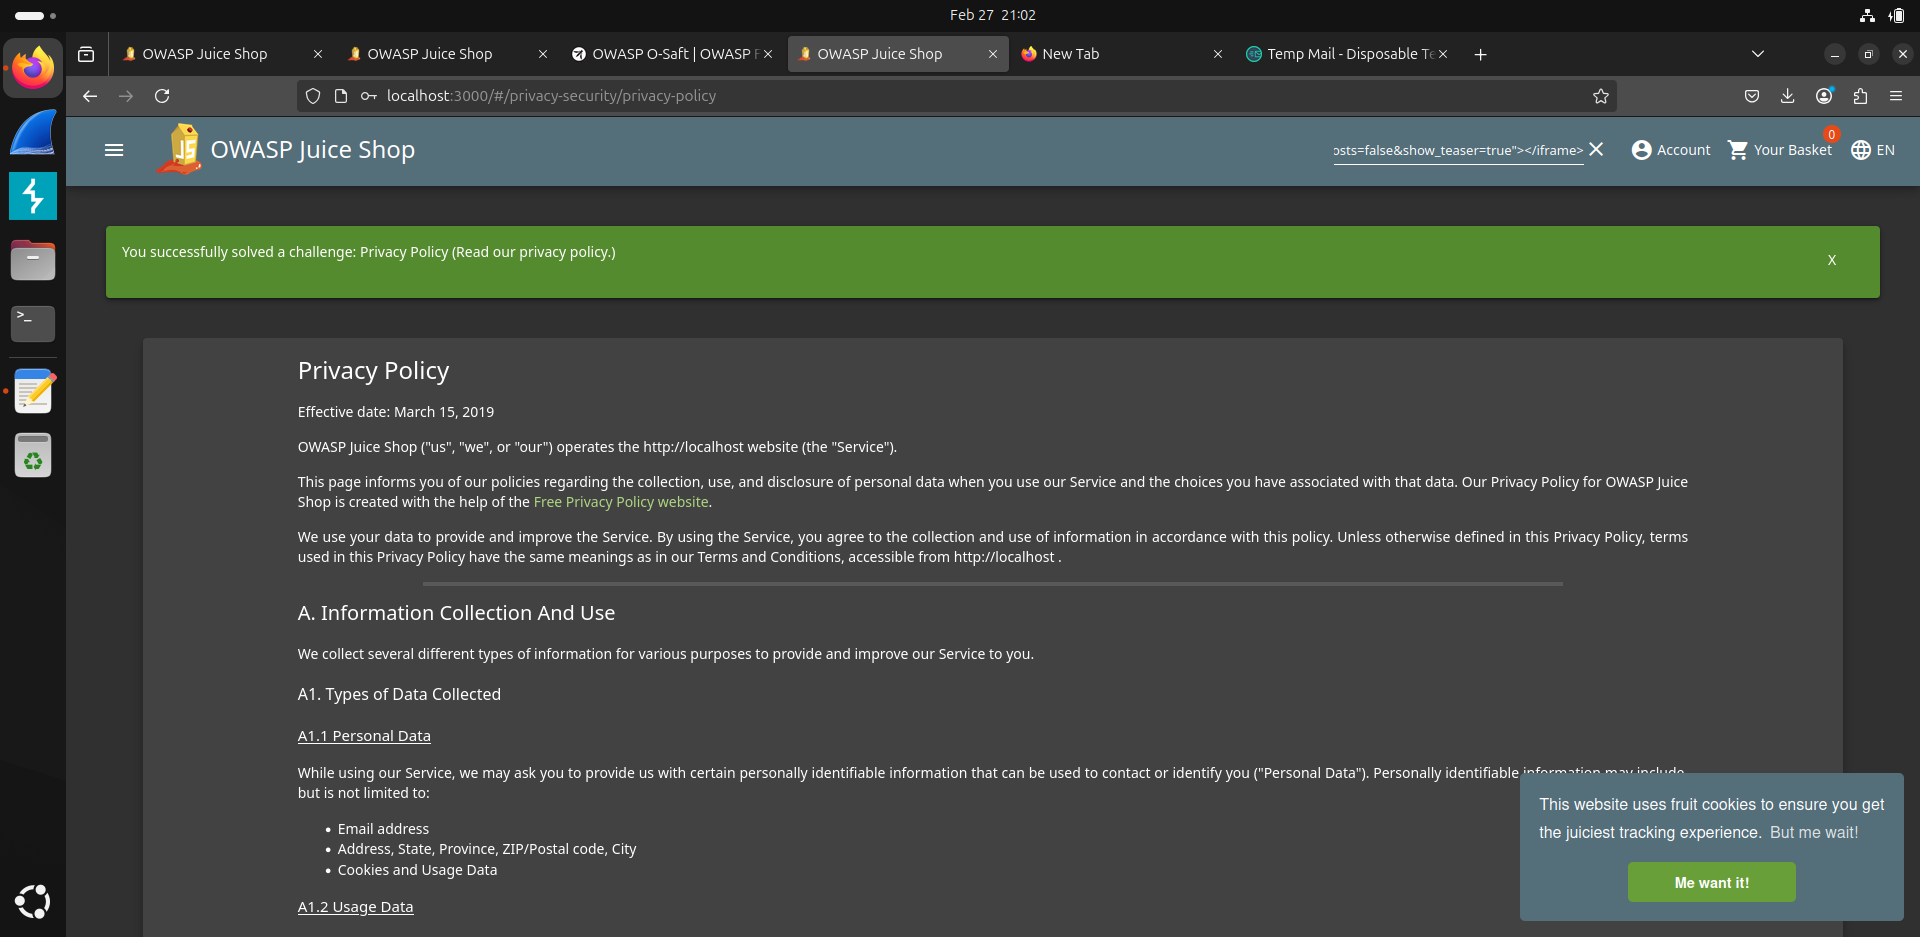 Feb 27 21:02
OWASP Juice Shop
OWASP Juice Shop
OWASP O-Saft | OWASP F
OWASP Juice Shop
New Tab
Temp Mail - Disposable Te
localhost:3000/#/privacy-security/privacy-policy
JS
OWASP Juice Shop
osts=false&show_teaser=true"></iframe>
Account
0
Your Basket
EN
You successfully solved a challenge: Privacy Policy (Read our privacy policy.)
X
Privacy Policy
Effective date: March 15, 2019
OWASP Juice Shop ("us", "we", or "our") operates the http://localhost website (the "Service").
This page informs you of our policies regarding the collection, use, and disclosure of personal data when you use our Service and the choices you have associated with that data. Our Privacy Policy for OWASP Juice
Shop is created with the help of the Free Privacy Policy website.
We use your data to provide and improve the Service. By using the Service, you agree to the collection and use of information in accordance with this policy. Unless otherwise defined in this Privacy Policy, terms
used in this Privacy Policy have the same meanings as in our Terms and Conditions, accessible from http://localhost .
A. Information Collection And Use
We collect several different types of information for various purposes to provide and improve our Service to you.
A1. Types of Data Collected
A1.1 Personal Data
While using our Service, we may ask you to provide us with certain personally identifiable information that can be used to contact or identify you ("Personal Data"). Personally identifiable information may include,
but is not limited to:
Email address
Address, State, Province, ZIP/Postal code, City
Cookies and Usage Data
A1.2 Usage Data
This website uses fruit cookies to ensure you get
the juiciest tracking experience. But me wait!
Me want it!